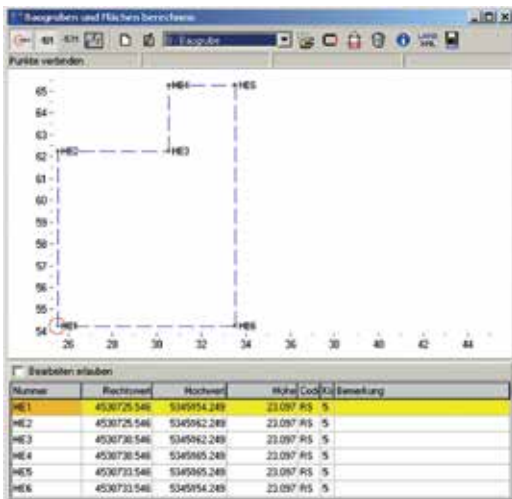 Baugruben und Flächen berechnen
Baugrube
Punkte verbinden
65
64
63
62
61
60
59
58
57
56
55
54
HE4
HE5
HE2
HE3
HE1
HE6
26 28 30 32 34 36 38 40 42 44
Bearbeiten erlauben
Nummer Rechtswert Hochwert Höhe Code Bemerkung
HE1 4530725.546 5345954.249 23.097 RS 5
HE2 4530725.546 5345962.249 23.097 RS 5
HE3 4530730.546 5345962.249 23.097 RS 5
HE4 4530730.546 5345965.249 23.097 RS 5
HE5 4530733.546 5345965.249 23.097 RS 5
HE6 4530733.546 5345954.249 23.097 RS 5